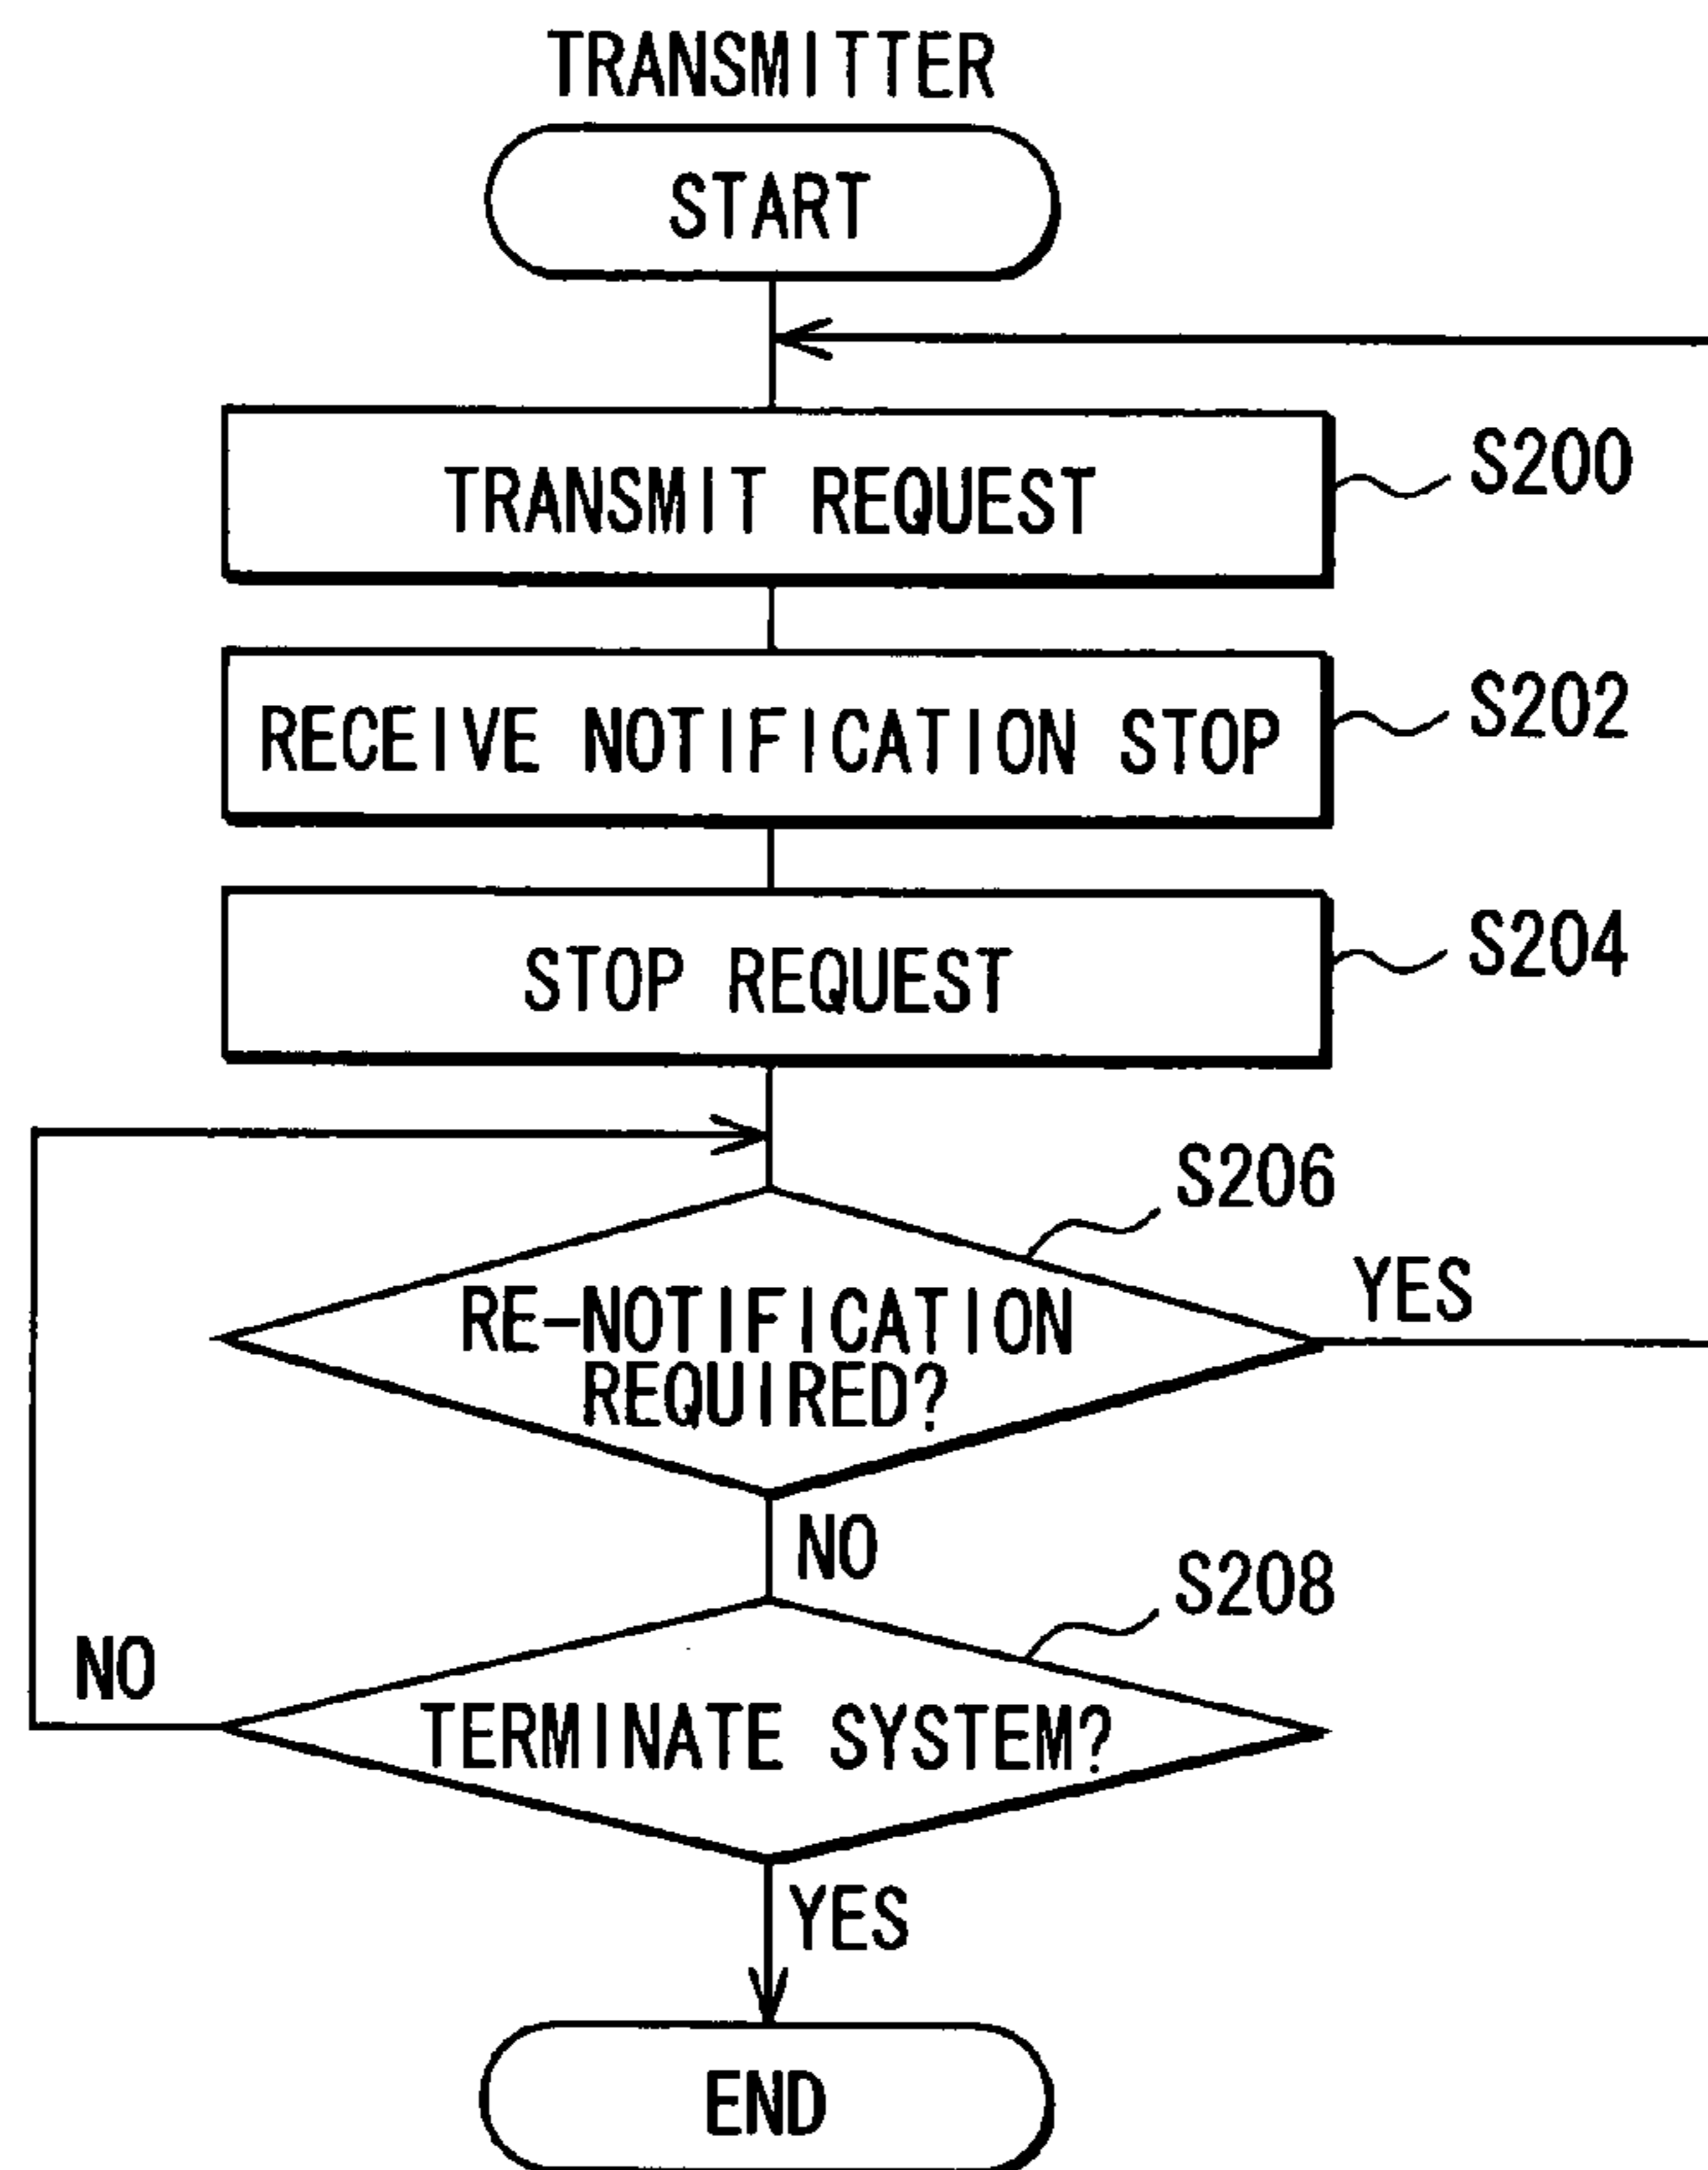 TRANSMITTER
START
TRANSMIT REQUEST
S200
RECEIVE NOTIFICATION STOP
S202
STOP REQUEST
S204
S206
RE-NOTIFICATION
REQUIRED?
YES
NO
S208
NO
TERMINATE SYSTEM?
YES
END